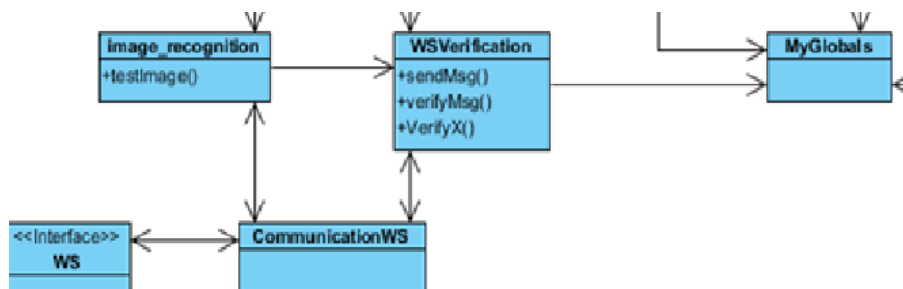 image_recognition
+testImage()
WSVerification
+sendMsg()
+verifyMsg()
+VerifyX()
MyGlobals
<<Interface>>
WS
CommunicationWS